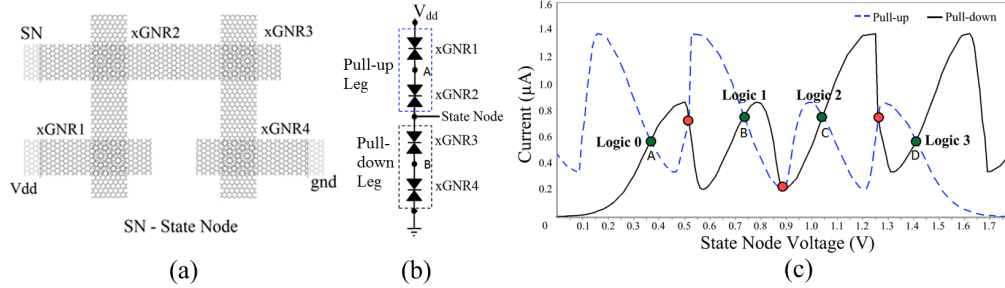 SN
xGNR2
xGNR3
xGNR1
xGNR4
Vdd
gnd
SN - State Node
(a)
Vdd
xGNR1
Pull-up
Leg
A
xGNR2
State Node
xGNR3
Pull-
down
Leg
B
xGNR4
(b)
Pull-up
Pull-down
Current (µA)
1.6
1.4
1.2
1.0
0.8
0.6
0.4
0.2
Logic 0
A
Logic 1
B
Logic 2
C
Logic 3
D
0.0 0.1 0.2 0.3 0.4 0.5 0.6 0.7 0.8 0.9 1.0 1.1 1.2 1.3 1.4 1.5 1.6 1.7
State Node Voltage (V)
(c)